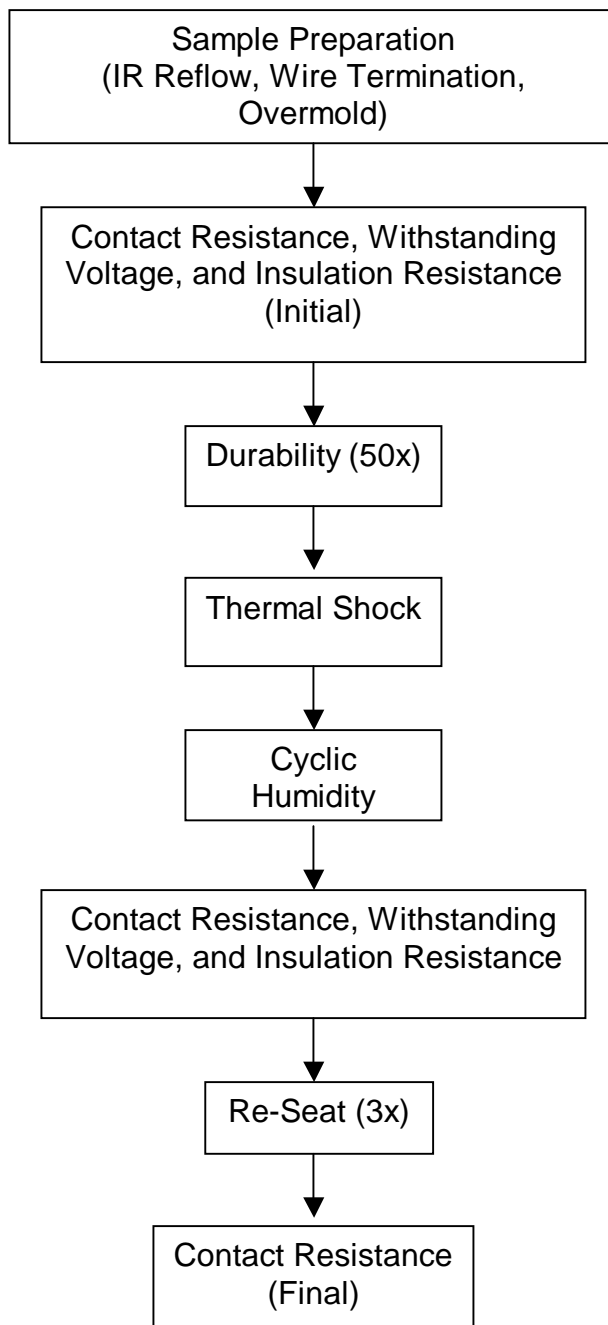 Sample Preparation
(IR Reflow, Wire Termination,
Overmold)
Contact Resistance, Withstanding
Voltage, and Insulation Resistance
(Initial)
Durability (50x)
Thermal Shock
Cyclic
Humidity
Contact Resistance, Withstanding
Voltage, and Insulation Resistance
Re-Seat (3x)
Contact Resistance
(Final)